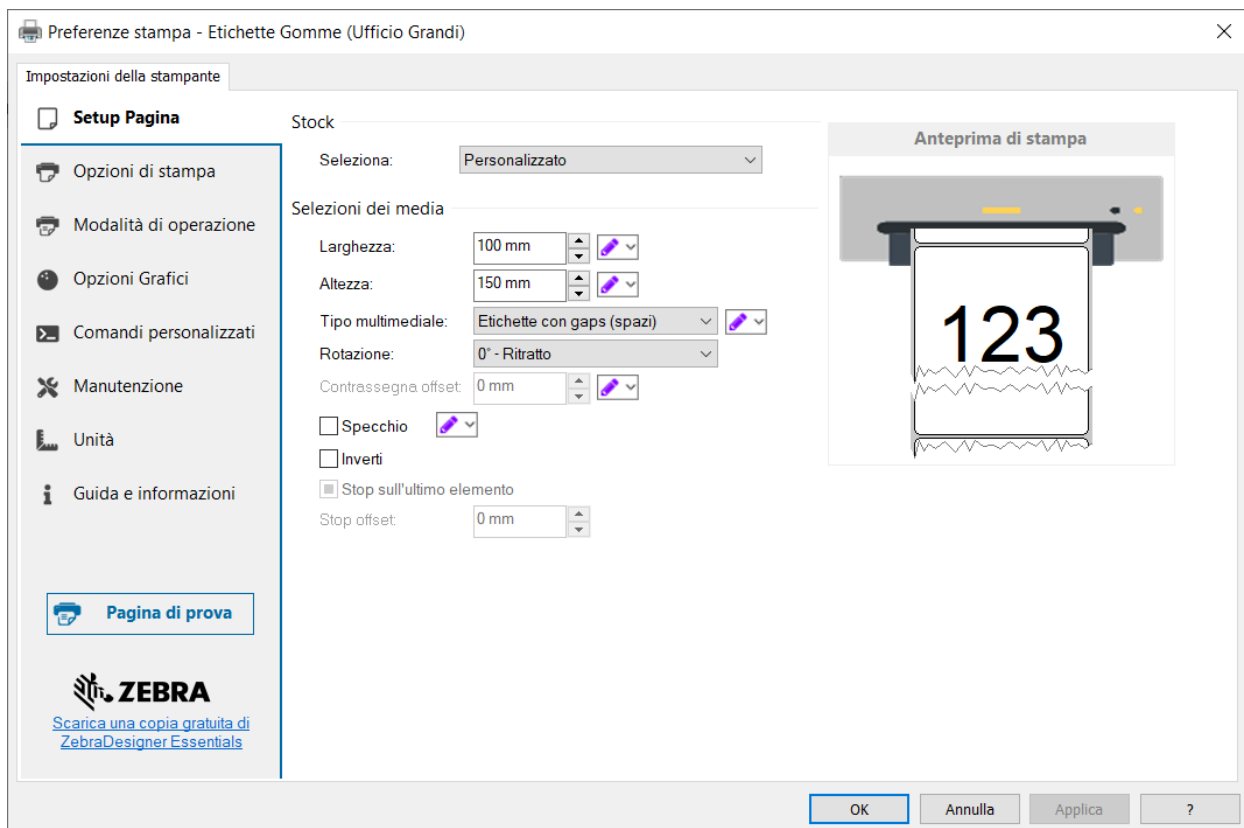 Preferenze stampa - Etichette Gomme (Ufficio Grandi)
Impostazioni della stampante
Setup Pagina
Opzioni di stampa
Modalità di operazione
Opzioni Grafici
Comandi personalizzati
Manutenzione
Unità
Guida e informazioni
Pagina di prova
ZEBRA
Scarica una copia gratuita di
ZebraDesigner Essentials
Stock
Seleziona: Personalizzato
Selezioni dei media
Larghezza: 100 mm
Altezza: 150 mm
Tipo multimediale: Etichette con gaps (spazi)
Rotazione: 0° - Ritratto
Contrassegna offset: 0 mm
Specchio
Inverti
Stop sull'ultimo elemento
Stop offset: 0 mm
Anteprima di stampa
123
OK Annulla Applica ?